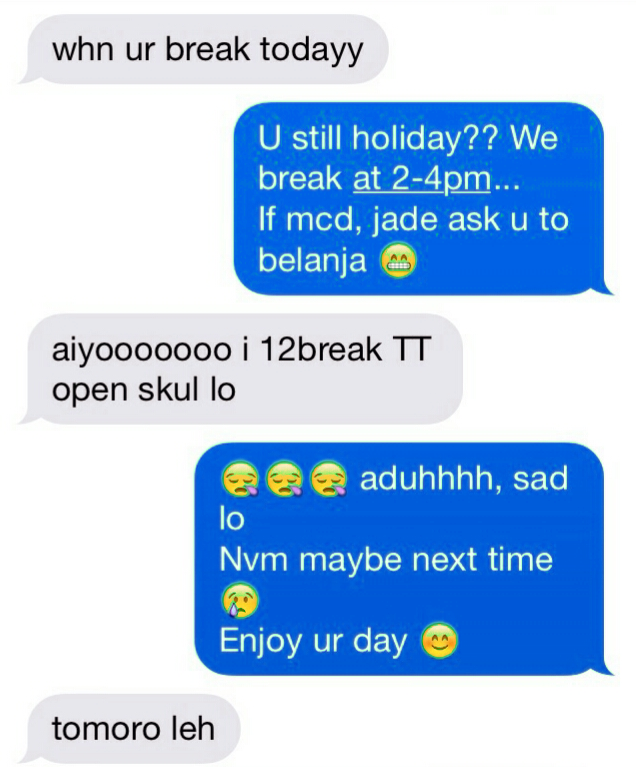 whn ur break todayy
U still holiday?? We
break at 2-4pm...
If mcd, jade ask u to
belanja 😁
aiyoooooooo i 12break TT
open skul lo
😪😪😪 aduhhhh, sad
lo
Nvm maybe next time
😢
Enjoy ur day 😊
tomoro leh